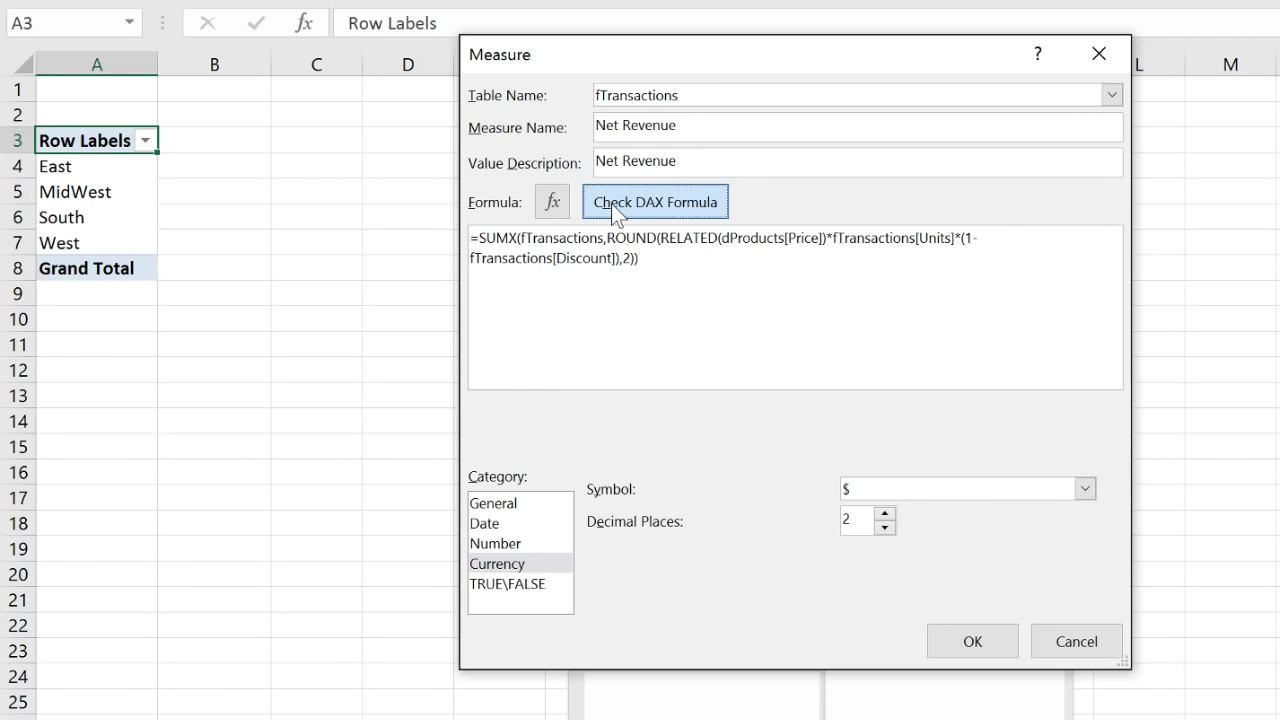 A3
fx
Row Labels
A
B
C
D
L
M
1
2
3
Row Labels
4
East
5
MidWest
6
South
7
West
8
Grand Total
9
10
11
12
13
14
15
16
17
18
19
20
21
22
23
24
25
Measure
?
Table Name:
fTransactions
Measure Name:
Net Revenue
Value Description:
Net Revenue
Formula:
fx
Check DAX Formula
=SUMX(fTransactions,ROUND(RELATED(dProducts[Price])*fTransactions[Units]*(1-
fTransactions[Discount]),2))
Category:
General
Date
Number
Currency
TRUE\FALSE
Symbol:
$
Decimal Places:
2
OK
Cancel